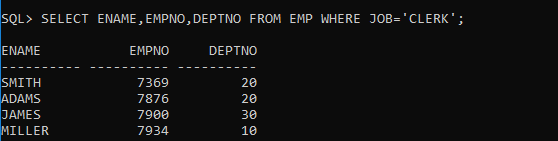 SQL> SELECT ENAME,EMPNO,DEPTNO FROM EMP WHERE JOB='CLERK';
ENAME           EMPNO     DEPTNO
---------- ---------- ----------
SMITH            7369         20
ADAMS            7876         20
JAMES            7900         30
MILLER           7934         10